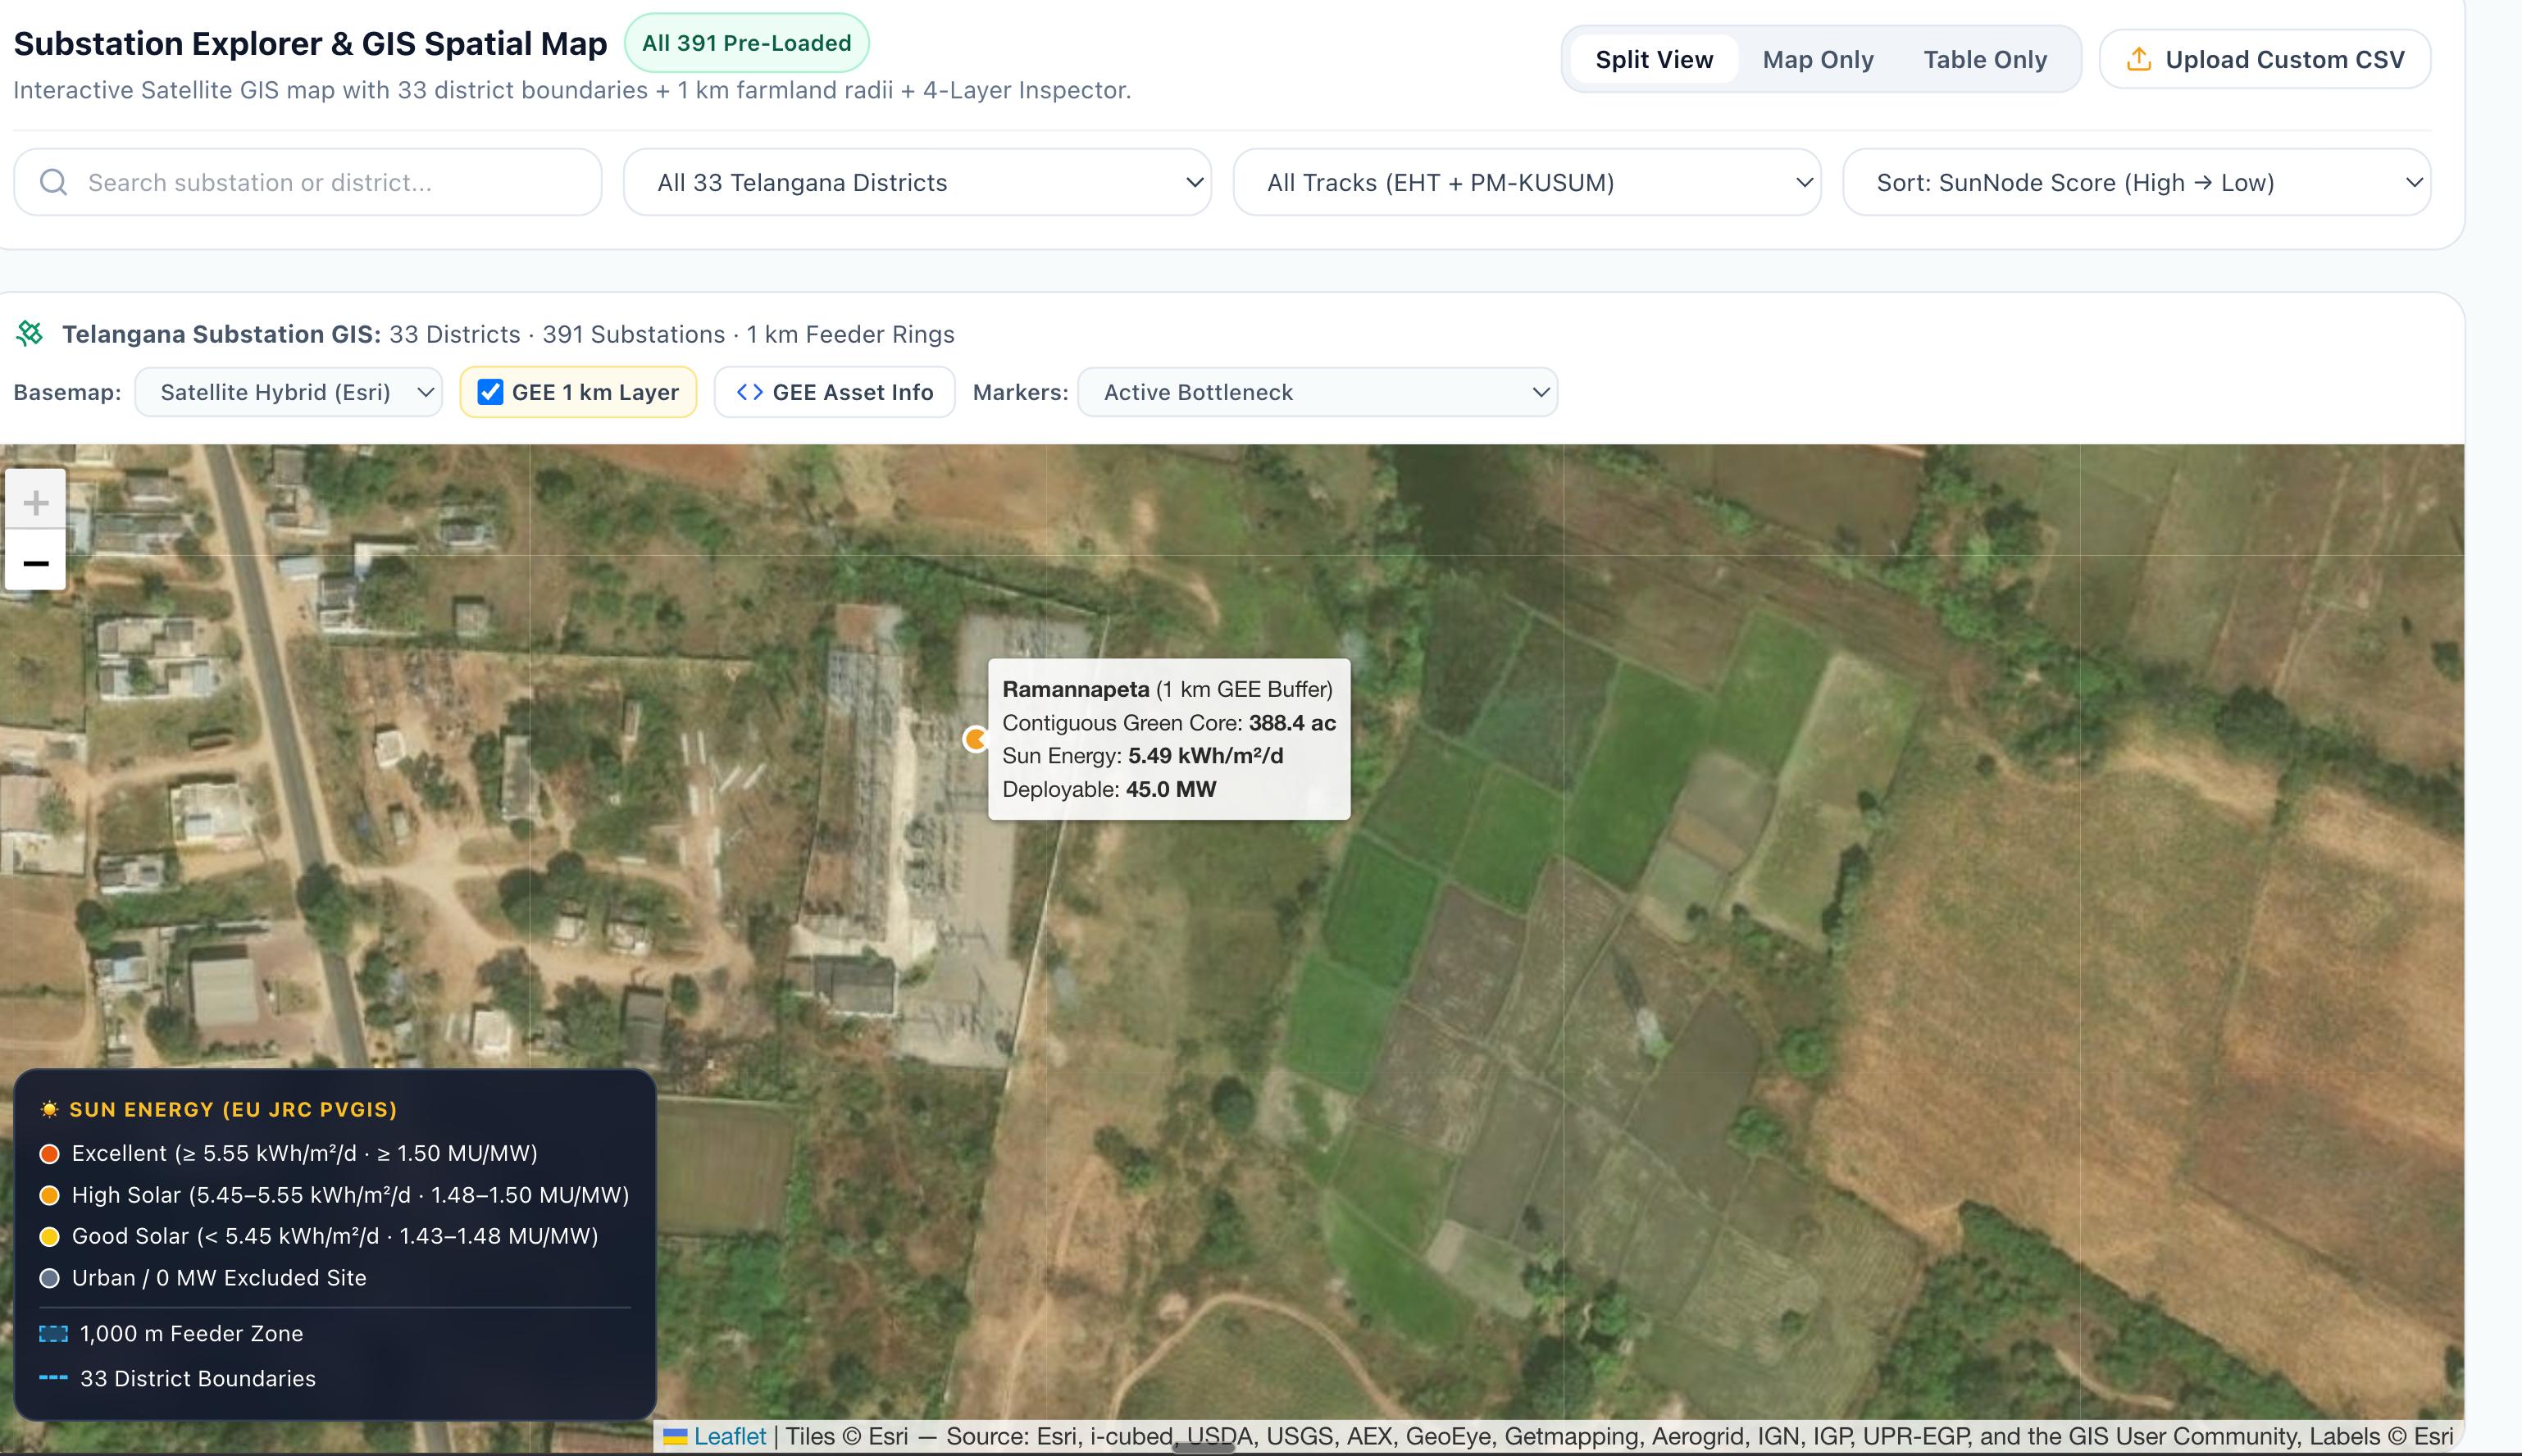 Substation Explorer & GIS Spatial Map
All 391 Pre-Loaded
Interactive Satellite GIS map with 33 district boundaries + 1 km farmland radii + 4-Layer Inspector.
Split View
Map Only
Table Only
Upload Custom CSV
Search substation or district...
All 33 Telangana Districts
All Tracks (EHT + PM-KUSUM)
Sort: SunNode Score (High → Low)
Telangana Substation GIS: 33 Districts · 391 Substations · 1 km Feeder Rings
Basemap:
Satellite Hybrid (Esri)
GEE 1 km Layer
<> GEE Asset Info
Markers:
Active Bottleneck
+
−
Ramannapeta (1 km GEE Buffer)
Contiguous Green Core: 388.4 ac
Sun Energy: 5.49 kWh/m²/d
Deployable: 45.0 MW
SUN ENERGY (EU JRC PVGIS)
Excellent (≥ 5.55 kWh/m²/d · ≥ 1.50 MU/MW)
High Solar (5.45–5.55 kWh/m²/d · 1.48–1.50 MU/MW)
Good Solar (< 5.45 kWh/m²/d · 1.43–1.48 MU/MW)
Urban / 0 MW Excluded Site
1,000 m Feeder Zone
33 District Boundaries
Leaflet | Tiles © Esri — Source: Esri, i-cubed, USDA, USGS, AEX, GeoEye, Getmapping, Aerogrid, IGN, IGP, UPR-EGP, and the GIS User Community, Labels © Esri